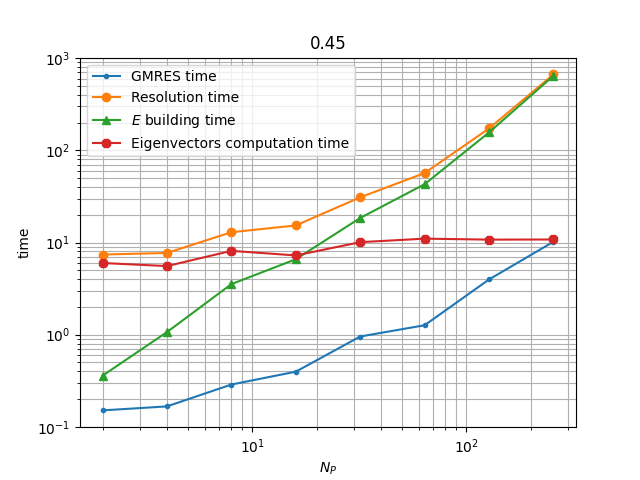 0.45
GMRES time
Resolution time
E building time
Eigenvectors computation time
time
10³
10²
10¹
10⁰
10⁻¹
10¹ 10²
N_P